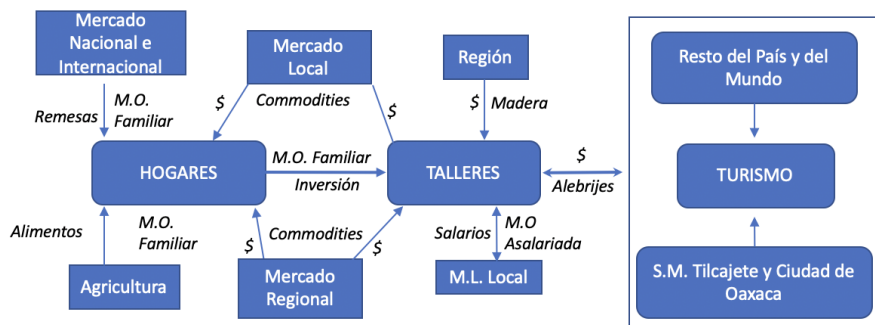 Mercado
Nacional e
Internacional
Mercado
Local
Región
Resto del País y del
Mundo
Remesas
M.O.
Familiar
$
Commodities
$
$
Madera
HOGARES
M.O. Familiar
Inversión
TALLERES
$
Alebrijes
TURISMO
Alimentos
M.O.
Familiar
$
Commodities
$
Salarios
M.O
Asalariada
Agricultura
Mercado
Regional
M.L. Local
S.M. Tilcajete y Ciudad de
Oaxaca